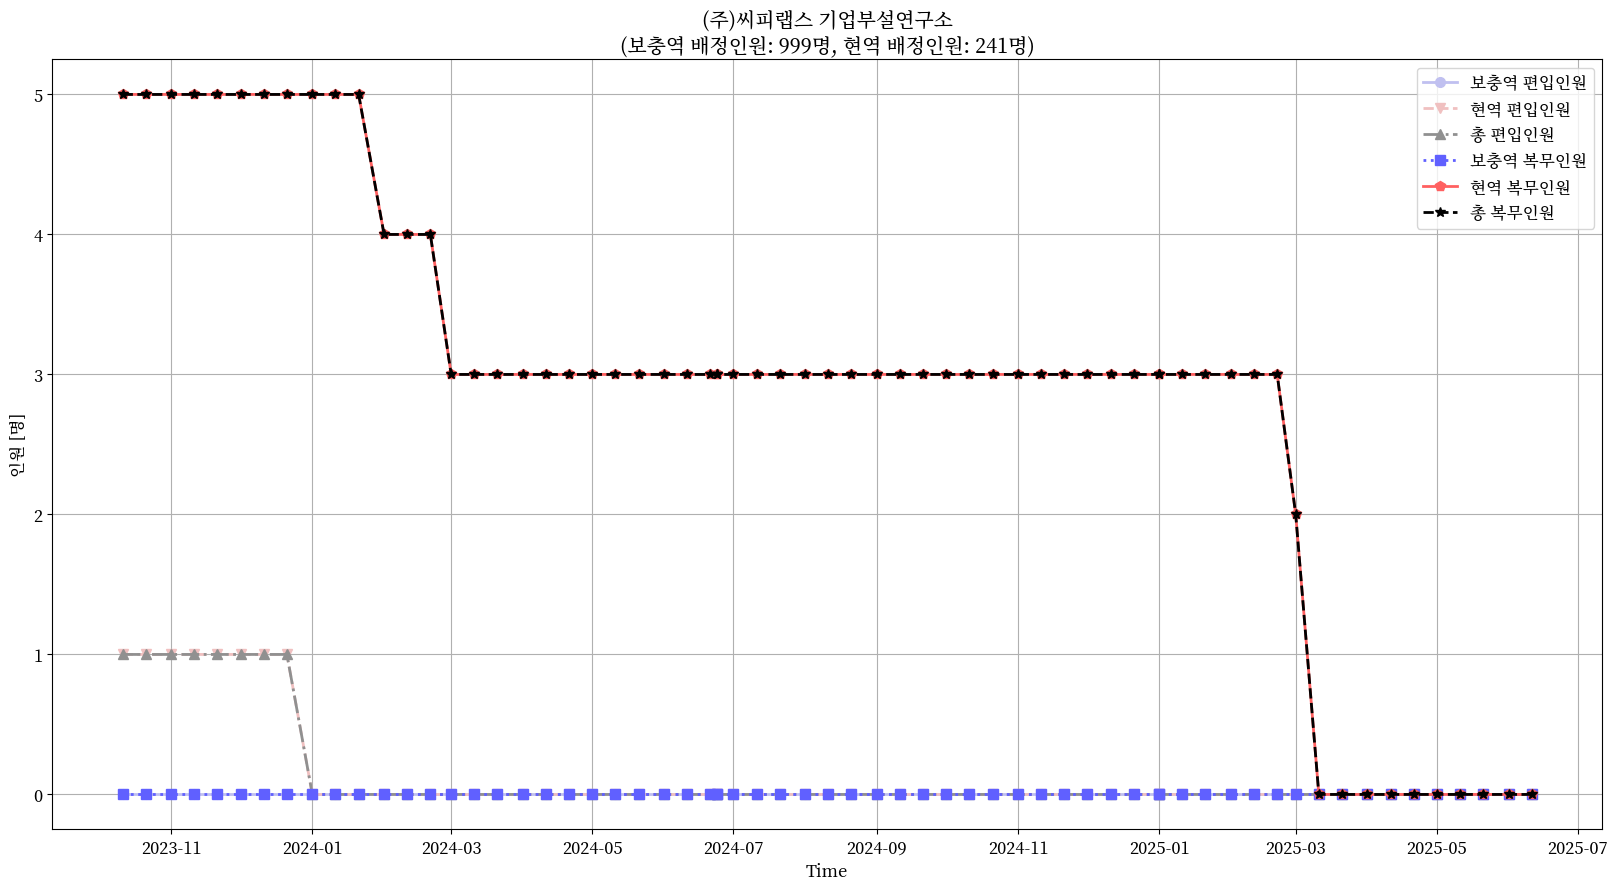 (주)씨피랩스 기업부설연구소
(보충역 배정인원: 999명, 현역 배정인원: 241명)
보충역 편입인원
현역 편입인원
총 편입인원
보충역 복무인원
현역 복무인원
총 복무인원
인원 [명]
5
4
3
2
1
0
2023-11
2024-01
2024-03
2024-05
2024-07
2024-09
2024-11
2025-01
2025-03
2025-05
2025-07
Time